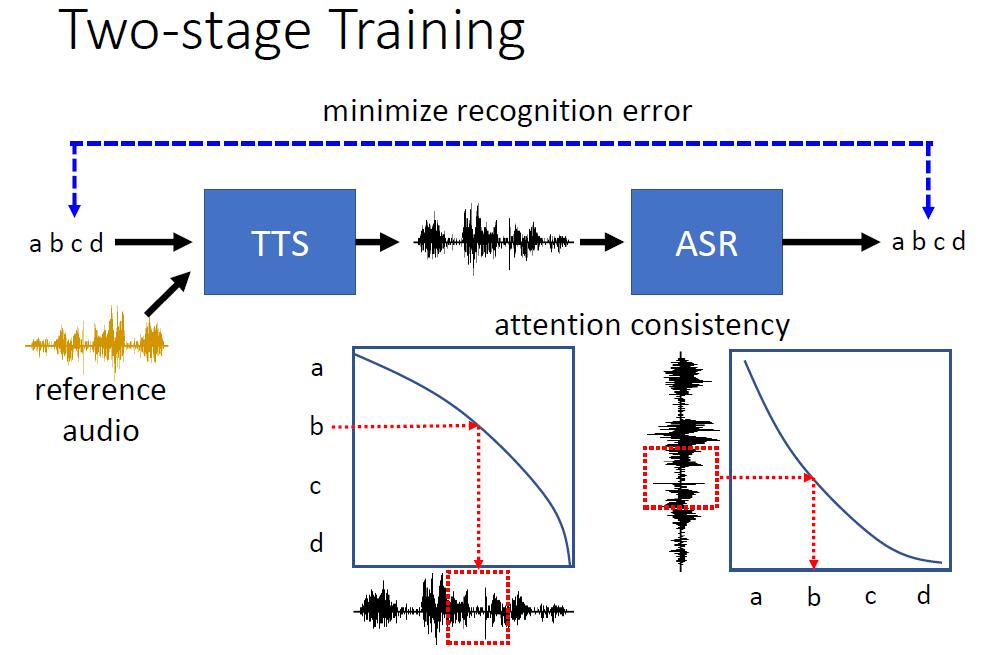 Two-stage Training
minimize recognition error
a b c d
TTS
ASR
a b c d
reference
audio
attention consistency
a
b
c
d
a b c d